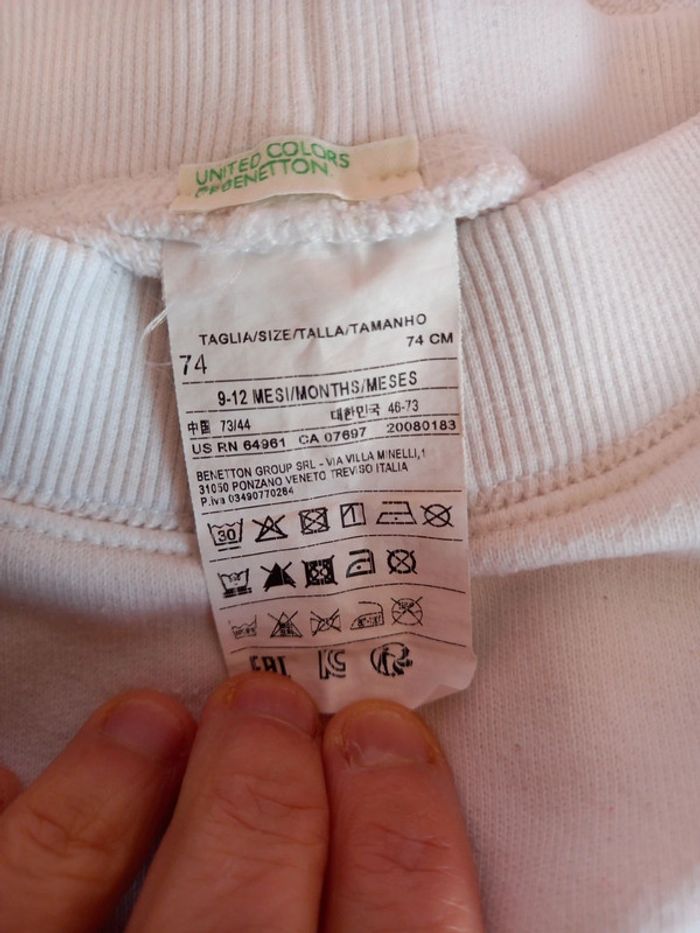 UNITED COLORS
OF BENETTON.
TAGLIA/SIZE/TALLA/TAMANHO
74 74 CM
9-12 MESI/MONTHS/MESES
中国 73/44 대한민국 46-73
US RN 64961 CA 07697 20080183
BENETTON GROUP SRL - VIA VILLA MINELLI,1
31050 PONZANO VENETO TREVISO ITALIA
P.iva 03490770264
30
EAC